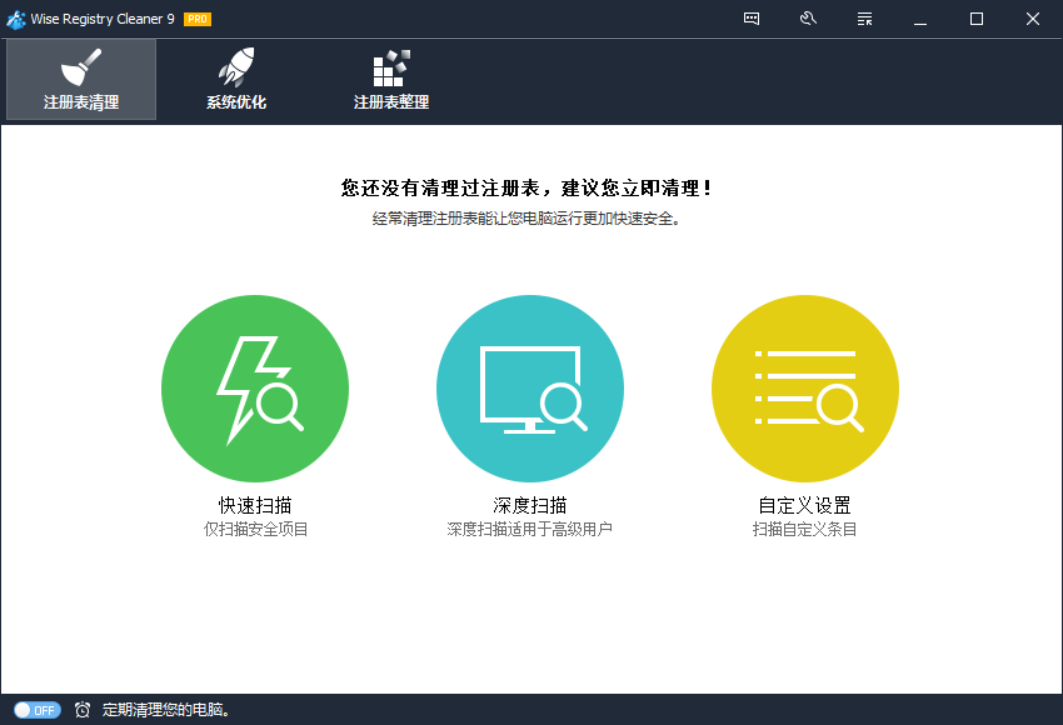 Wise Registry Cleaner 9 PRO
注册表清理 系统优化 注册表整理
您还没有清理过注册表，建议您立即清理！
经常清理注册表能让您电脑运行更加快速安全。
快速扫描 深度扫描 自定义设置
仅扫描安全项目 深度扫描适用于高级用户 扫描自定义条目
OFF 定期清理您的电脑。